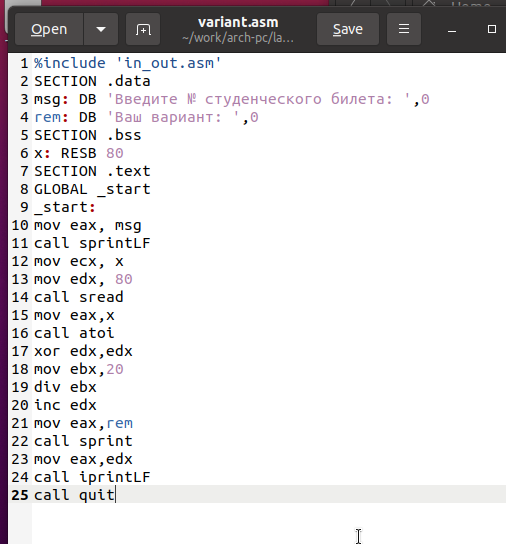 Home
variant.asm
Open
~/work/arch-pc/la...
Save
1 %include 'in_out.asm'
2 SECTION .data
3 msg: DB 'Введите № студенческого билета: ',0
4 rem: DB 'Ваш вариант: ',0
5 SECTION .bss
6 x: RESB 80
7 SECTION .text
8 GLOBAL _start
9 _start:
10 mov eax, msg
11 call sprintLF
12 mov ecx, x
13 mov edx, 80
14 call sread
15 mov eax,x
16 call atoi
17 xor edx,edx
18 mov ebx,20
19 div ebx
20 inc edx
21 mov eax,rem
22 call sprint
23 mov eax,edx
24 call iprintLF
25 call quit